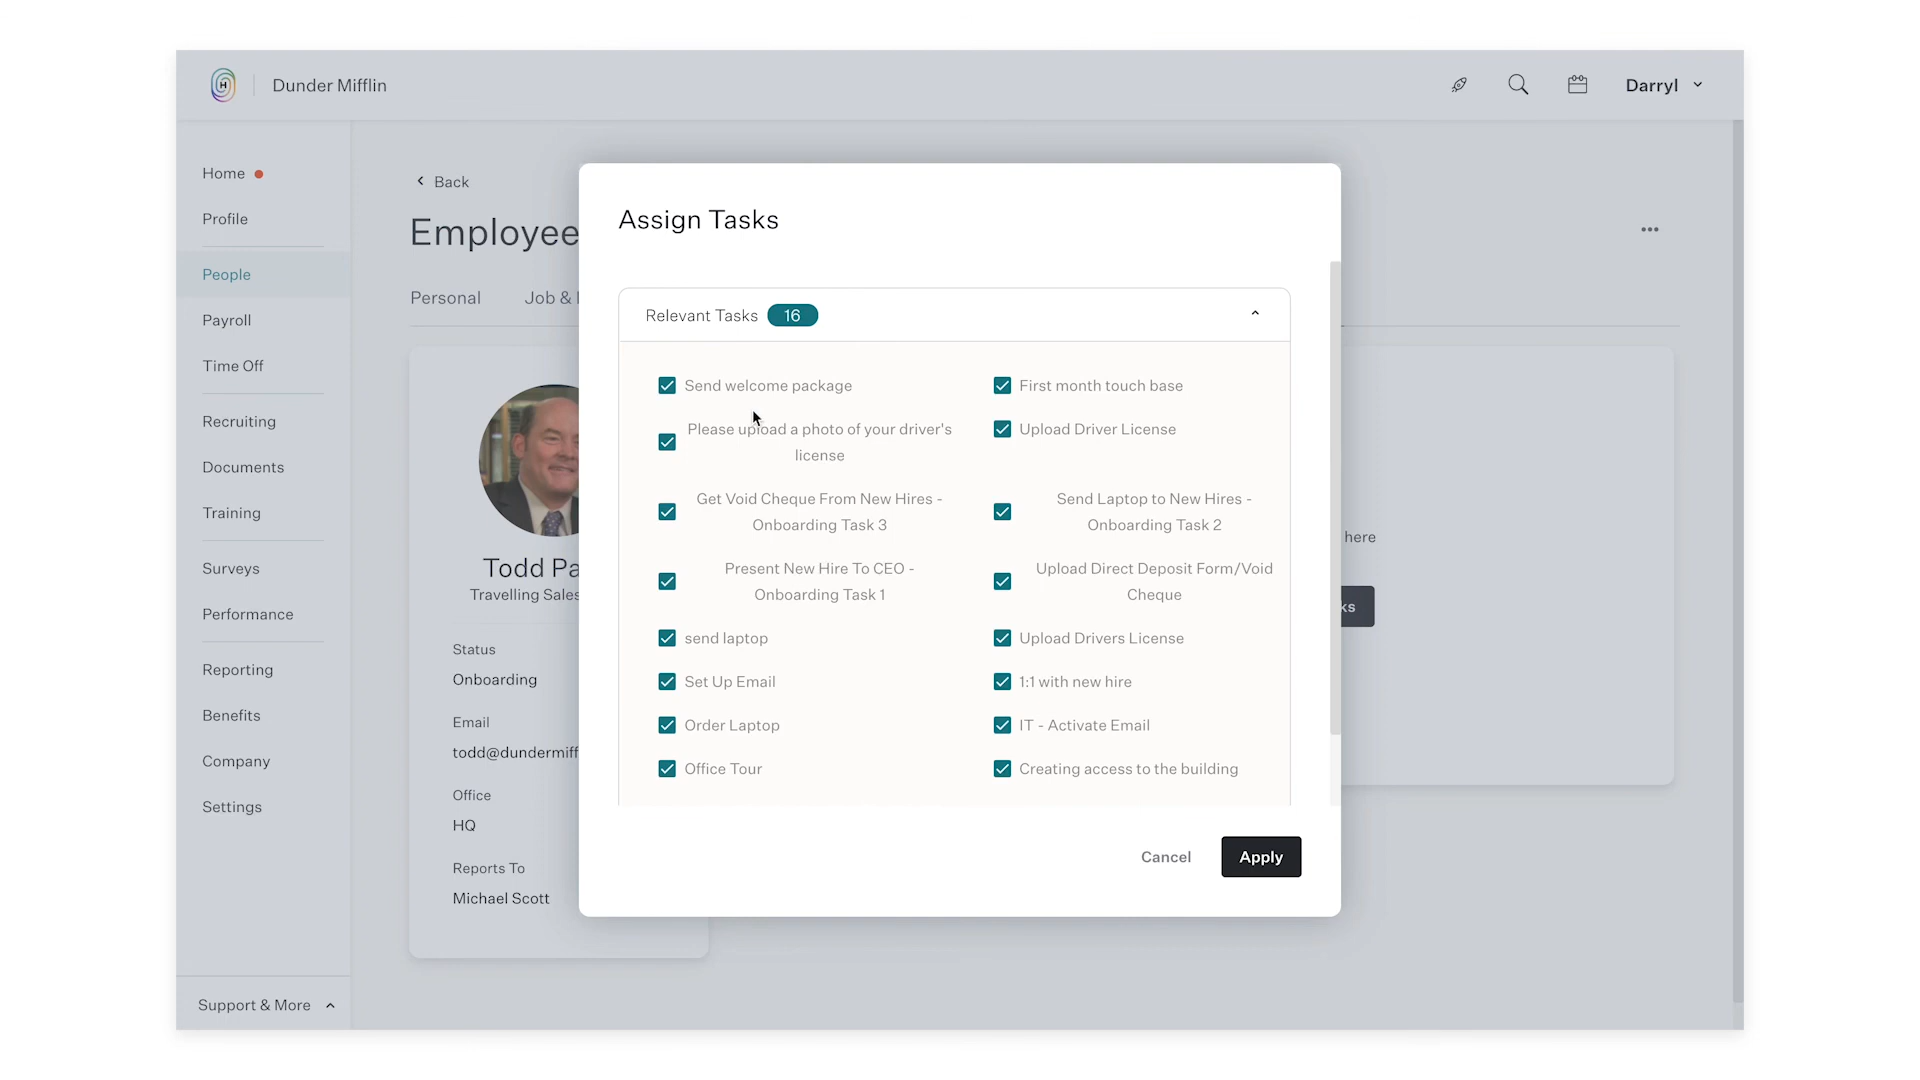 H
Dunder Mifflin
Darryl
Home
Profile
People
Payroll
Time Off
Recruiting
Documents
Training
Surveys
Performance
Reporting
Benefits
Company
Settings
Support & More
Back
Employee
Personal
Job &
Todd Pa
Travelling Sales
Status
Onboarding
Email
todd@dundermiff
Office
HQ
Reports To
Michael Scott
here
ks
Assign Tasks
Relevant Tasks 16
Send welcome package
First month touch base
Please upload a photo of your driver's
license
Upload Driver License
Get Void Cheque From New Hires -
Onboarding Task 3
Send Laptop to New Hires -
Onboarding Task 2
Present New Hire To CEO -
Onboarding Task 1
Upload Direct Deposit Form/Void
Cheque
send laptop
Upload Drivers License
Set Up Email
1:1 with new hire
Order Laptop
IT - Activate Email
Office Tour
Creating access to the building
Cancel
Apply